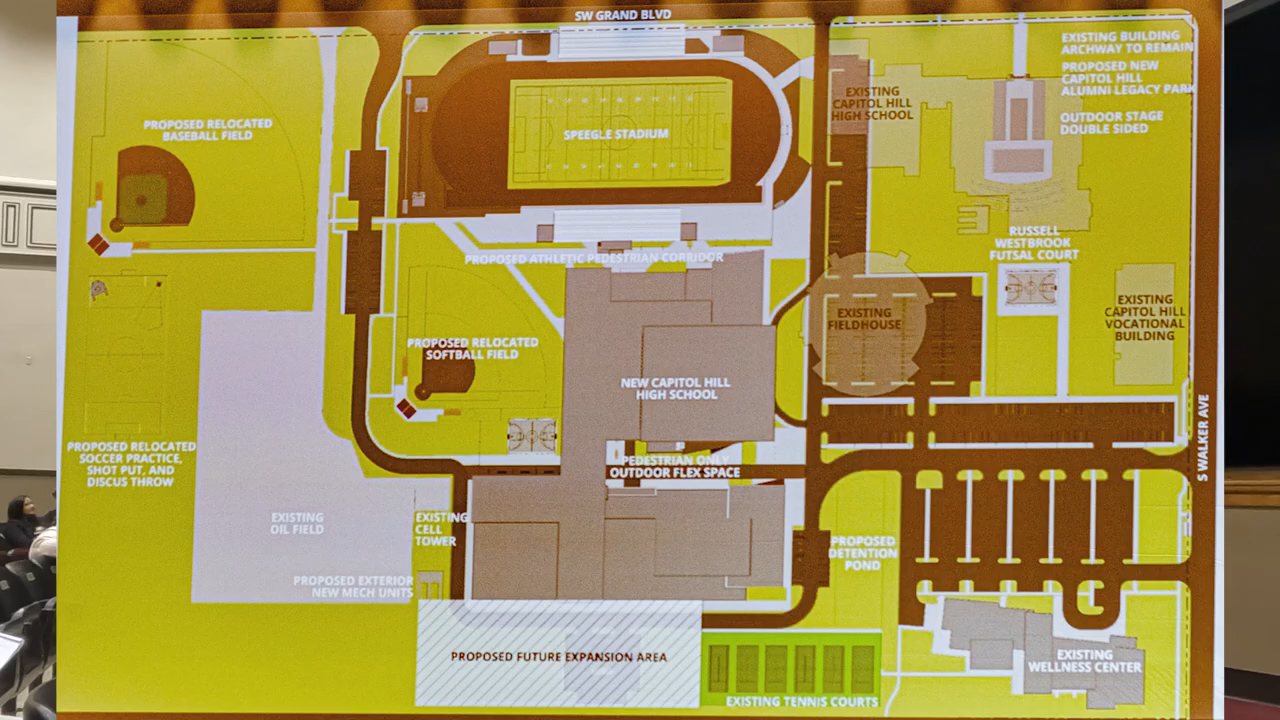 SW GRAND BLVD
EXISTING BUILDING
ARCHWAY TO REMAIN
PROPOSED NEW
CAPITOL HILL
ALUMNI LEGACY PARK
OUTDOOR STAGE
DOUBLE SIDED
EXISTING
CAPITOL HILL
HIGH SCHOOL
PROPOSED RELOCATED
BASEBALL FIELD
SPEEGLE STADIUM
RUSSELL
WESTBROOK
FUTSAL COURT
PROPOSED ATHLETIC PEDESTRIAN CORRIDOR
EXISTING
FIELDHOUSE
EXISTING
CAPITOL HILL
VOCATIONAL
BUILDING
PROPOSED RELOCATED
SOFTBALL FIELD
NEW CAPITOL HILL
HIGH SCHOOL
S WALKER AVE
PROPOSED RELOCATED
SOCCER PRACTICE,
SHOT PUT, AND
DISCUS THROW
PEDESTRIAN ONLY
OUTDOOR FLEX SPACE
EXISTING
OIL FIELD
EXISTING
CELL
TOWER
PROPOSED
DETENTION
POND
PROPOSED EXTERIOR
NEW MECH UNITS
PROPOSED FUTURE EXPANSION AREA
EXISTING
WELLNESS CENTER
EXISTING TENNIS COURTS